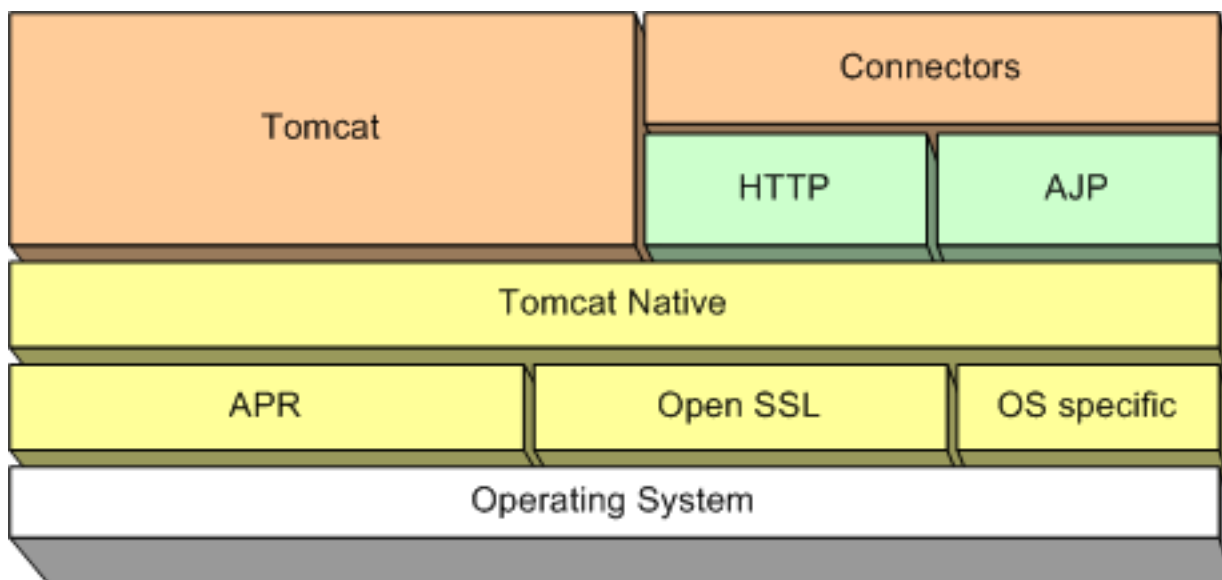 Tomcat
Connectors
HTTP
AJP
Tomcat Native
APR
Open SSL
OS specific
Operating System